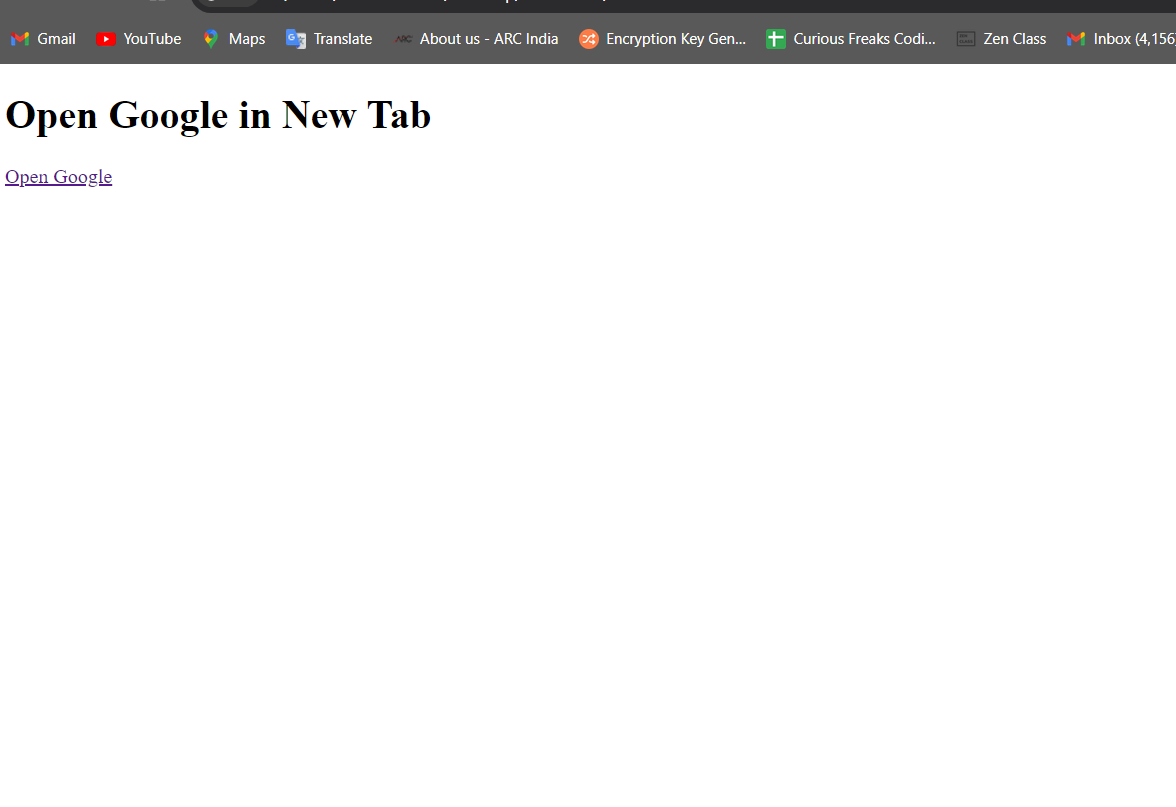 Gmail YouTube Maps Translate ARC About us - ARC India Encryption Key Gen... Curious Freaks Codi... Zen Class Inbox (4,156
Open Google in New Tab
Open Google